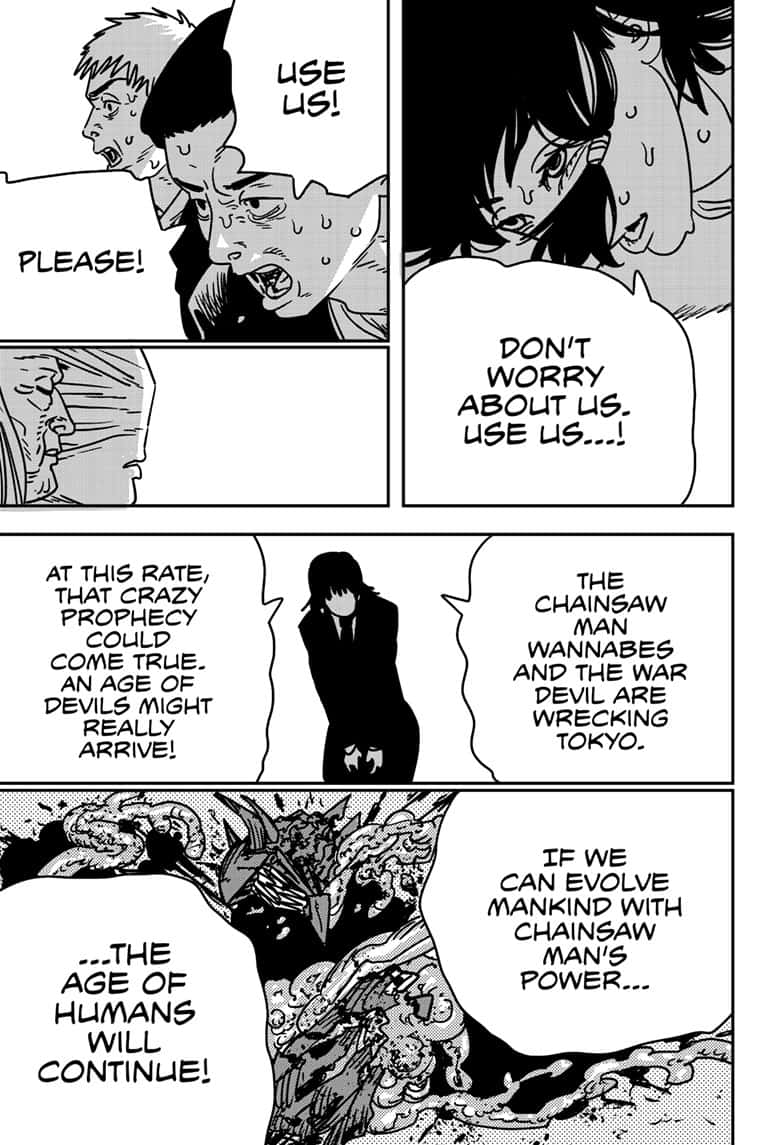 DON'T
WORRY
ABOUT US.
USE US...!
USE
US!
PLEASE!
THE
CHAINSAW
MAN
WANNABES
AND THE WAR
DEVIL ARE
WRECKING
TOKYO.
AT THIS RATE,
THAT CRAZY
PROPHECY
COULD
COME TRUE.
AN AGE OF
DEVILS MIGHT
REALLY
ARRIVE!
IF WE
CAN EVOLVE
MANKIND WITH
CHAINSAW
MAN'S
POWER...
...THE
AGE OF
HUMANS
WILL
CONTINUE!